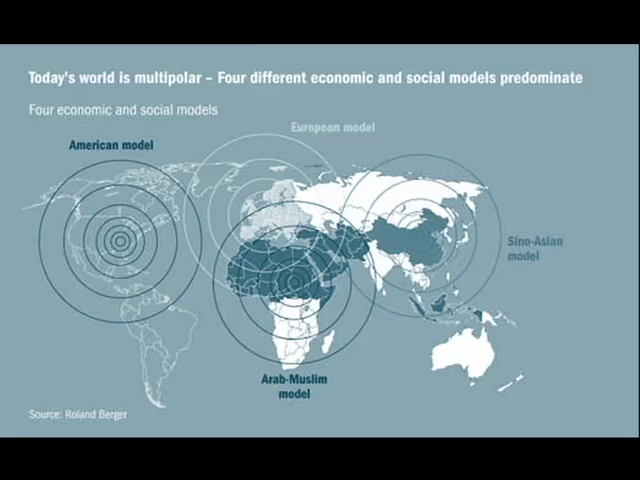 Today's world is multipolar – Four different economic and social models predominate
Four economic and social models
European model
American model
Sino-Asian
model
Arab-Muslim
model
Source: Roland Berger